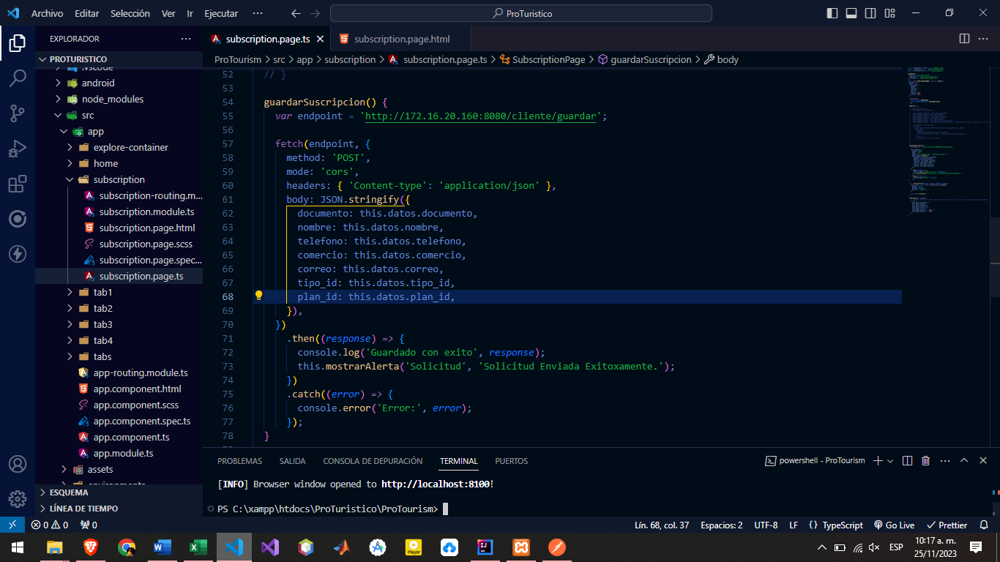 Archivo Editar Selección Ver Ir Ejecutar ··· ProTuristico
EXPLORADOR ···
PROTURISTICO
.vscode
android
node_modules
src
app
explore-container
home
subscription
subscription-routing.m...
subscription.module.ts
subscription.page.html
subscription.page.scss
subscription.page.spec...
subscription.page.ts
tab1
tab2
tab3
tab4
tabs
app-routing.module.ts
app.component.html
app.component.scss
app.component.spec.ts
app.component.ts
app.module.ts
assets
environments
ESQUEMA
LÍNEA DE TIEMPO
subscription.page.ts subscription.page.html
ProTourism > src > app > subscription > subscription.page.ts > SubscriptionPage > guardarSuscripcion > body
52 // }
53
54 guardarSuscripcion() {
55 var endpoint = 'http://172.16.20.160:8080/cliente/guardar';
56
57 fetch(endpoint, {
58 method: 'POST',
59 mode: 'cors',
60 headers: { 'Content-type': 'application/json' },
61 body: JSON.stringify({
62 documento: this.datos.documento,
63 nombre: this.datos.nombre,
64 telefono: this.datos.telefono,
65 comercio: this.datos.comercio,
66 correo: this.datos.correo,
67 tipo_id: this.datos.tipo_id,
68 plan_id: this.datos.plan_id,
69 }),
70 })
71 .then((response) => {
72 console.log('Guardado con exito', response);
73 this.mostrarAlerta('Solicitud', 'Solicitud Enviada Exitoxamente.');
74 })
75 .catch((error) => {
76 console.error('Error:', error);
77 });
78 }
PROBLEMAS SALIDA CONSOLA DE DEPURACIÓN TERMINAL PUERTOS powershell - ProTourism
[INFO] Browser window opened to http://localhost:8100!
PS C:\xampp\htdocs\ProTuristico\ProTourism>
0 0 0 Lín. 68, col. 37 Espacios: 2 UTF-8 LF {} TypeScript Go Live Prettier
ESP 10:17 a. m.
25/11/2023